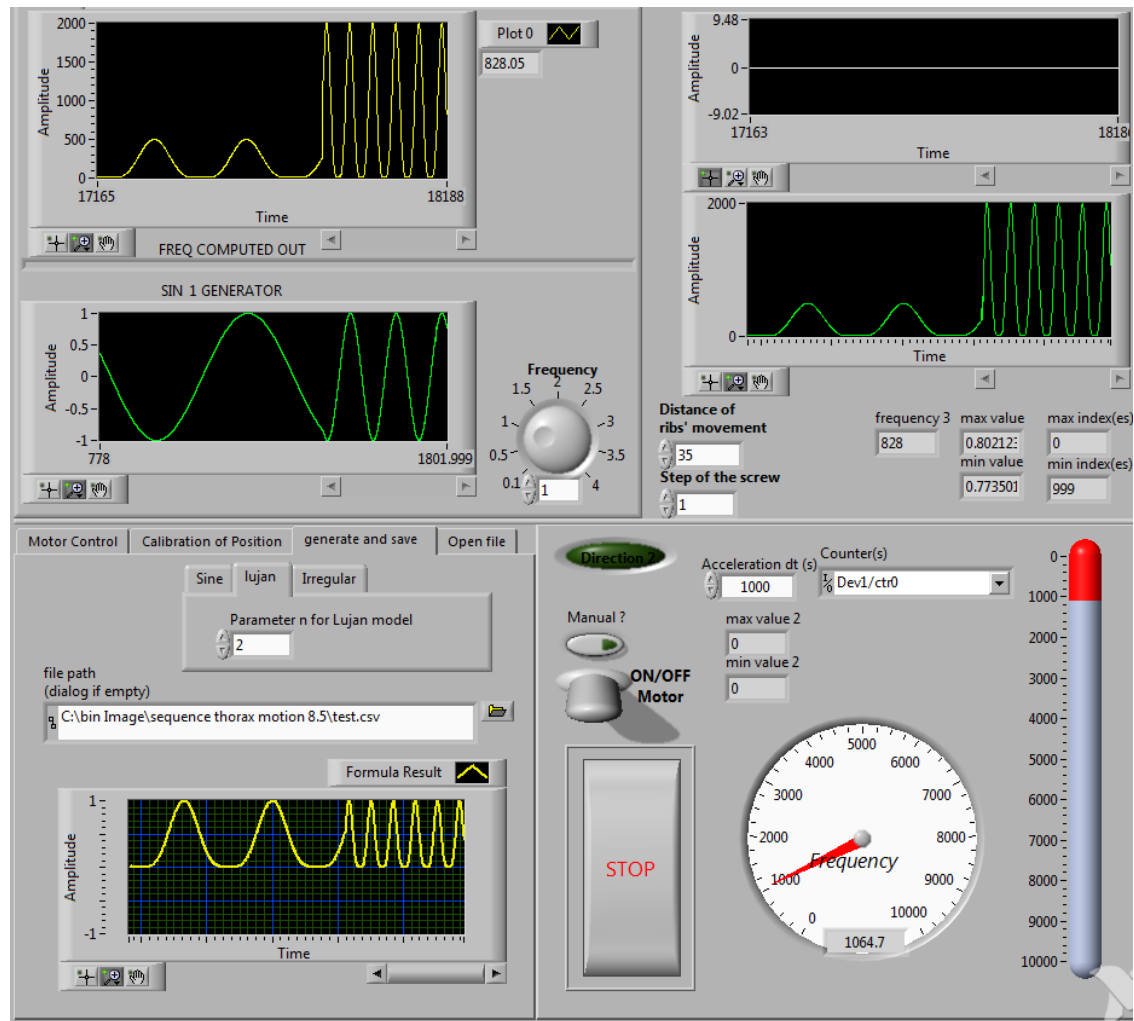 2000
1500
1000
500
0
Amplitude
17165
18188
Time
Plot 0
828.05
FREQ COMPUTED OUT
9.48
0
-9.02
Amplitude
17163
Time
2000
0
Amplitude
Time
SIN 1 GENERATOR
1
0.5
0
-0.5
-1
Amplitude
778
1801.999
Frequency
0.1
0.5
1
1.5
2
2.5
3
3.5
4
1
Distance of
ribs' movement
35
Step of the screw
1
frequency 3
828
max value
0.802123
min value
0.773501
max index(es)
0
min index(es)
999
Motor Control
Calibration of Position
generate and save
Open file
Sine
lujan
Irregular
Parameter n for Lujan model
2
file path
(dialog if empty)
C:\bin Image\sequence thorax motion 8.5\test.csv
Formula Result
1
-1
Amplitude
Time
Direction 2
Acceleration dt (s)
1000
Counter(s)
Dev1/ctr0
Manual ?
max value 2
0
min value 2
0
ON/OFF
Motor
STOP
0
1000
2000
3000
4000
5000
6000
7000
8000
9000
10000
Frequency
1064.7
0
1000
2000
3000
4000
5000
6000
7000
8000
9000
10000